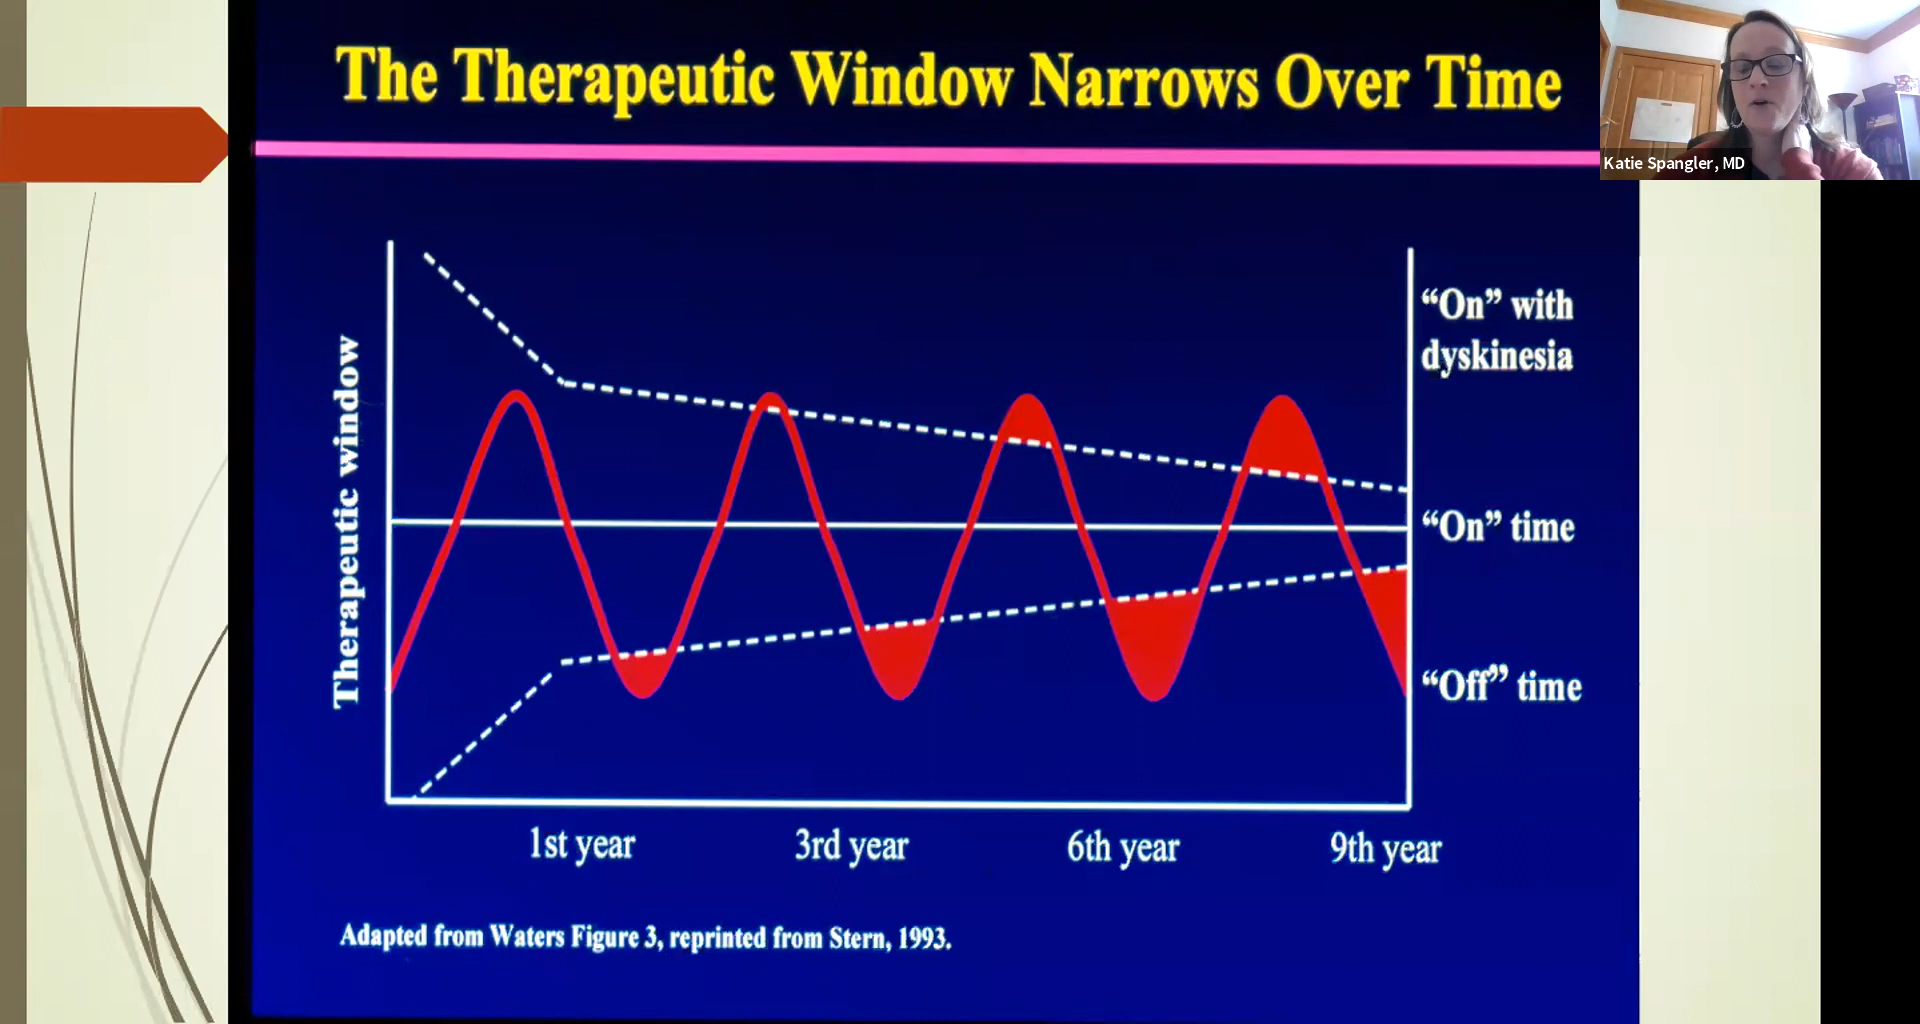 The Therapeutic Window Narrows Over Time
Katie Spangler, MD
Therapeutic window
“On” with
dyskinesia
“On” time
“Off” time
1st year
3rd year
6th year
9th year
Adapted from Waters Figure 3, reprinted from Stern, 1993.